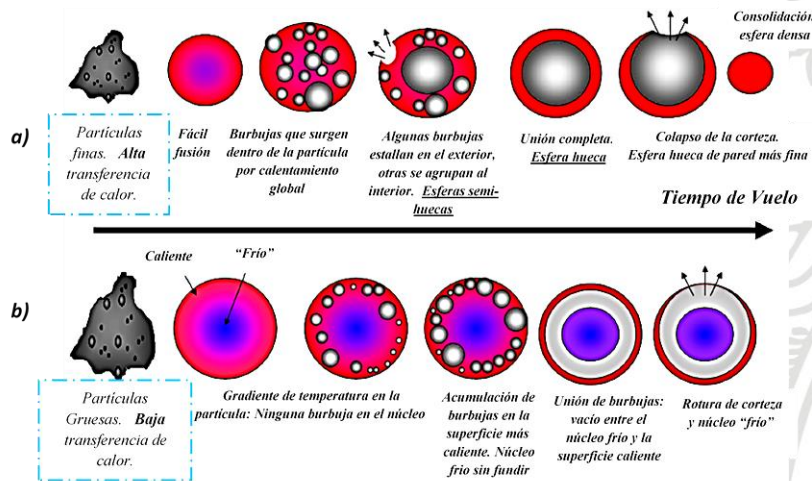 Consolidación
esfera densa
a)
Partículas
finas. Alta
transferencia
de calor.
Fácil
fusión
Burbujas que surgen
dentro de la partícula
por calentamiento
global
Algunas burbujas
estallan en el exterior,
otras se agrupan al
interior. Esferas semi-
huecas
Unión completa.
Esfera hueca
Colapso de la corteza.
Esfera hueca de pared más fina
Tiempo de Vuelo
b)
Caliente
“Frío”
Partículas
Gruesas. Baja
transferencia de
calor.
Gradiente de temperatura en la
partícula: Ninguna burbuja en el núcleo
Acumulación de
burbujas en la
superficie más
caliente. Núcleo
frio sin fundir
Unión de burbujas:
vacío entre el
núcleo frío y la
superficie caliente
Rotura de corteza
y núcleo “frío”